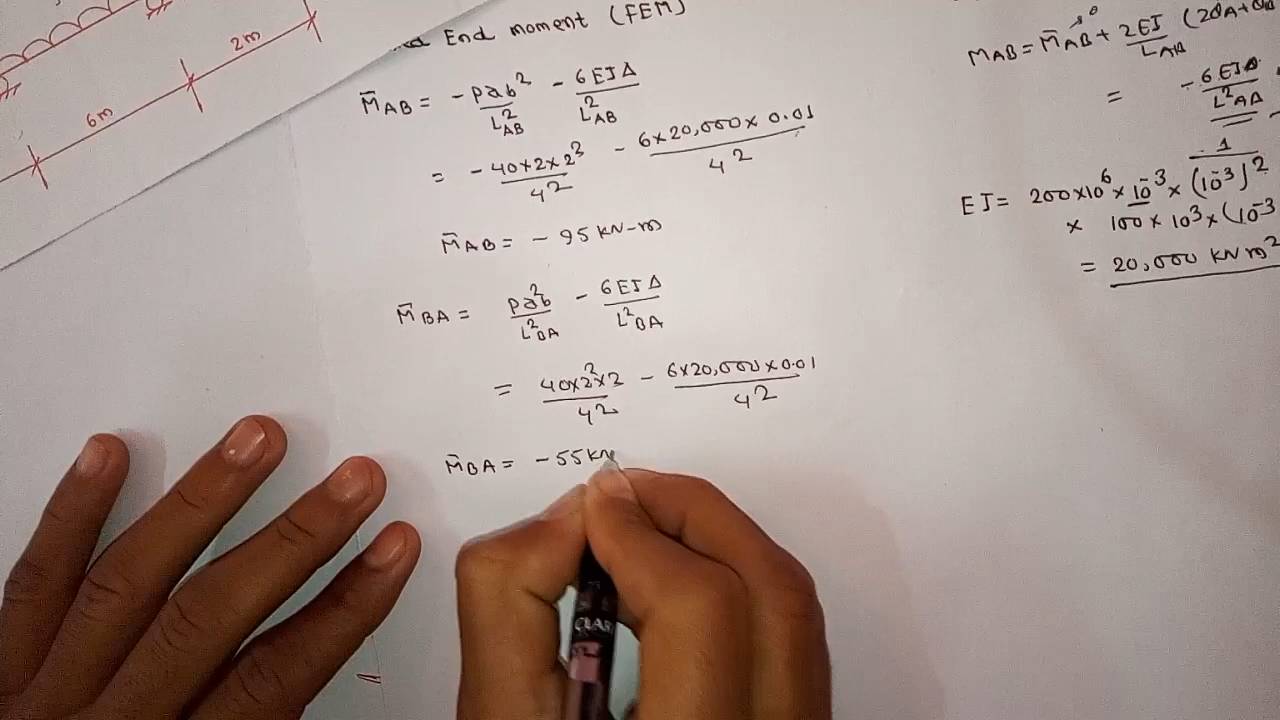 2m
6m
End moment (FEM)
M̄AB = - Pab²/L²AB - 6EIΔ/L²AB
= - 40×2×2²/4² - 6×20,000×0.01/4²
M̄AB = - 95 kN-m
M̄BA = Pa²b/L²BA - 6EIΔ/L²BA
= 40×2²×2/4² - 6×20,000×0.01/4²
M̄BA = - 55 kN
MAB = M̄AB + 2EI/LAB (2θA+θB
= -6EIΔ/L²AB
EI = 200×10⁶ × 10⁻³ × (10⁻³)²
× 100 × 10³ × (10⁻³
= 20,000 kN m²
CLAS